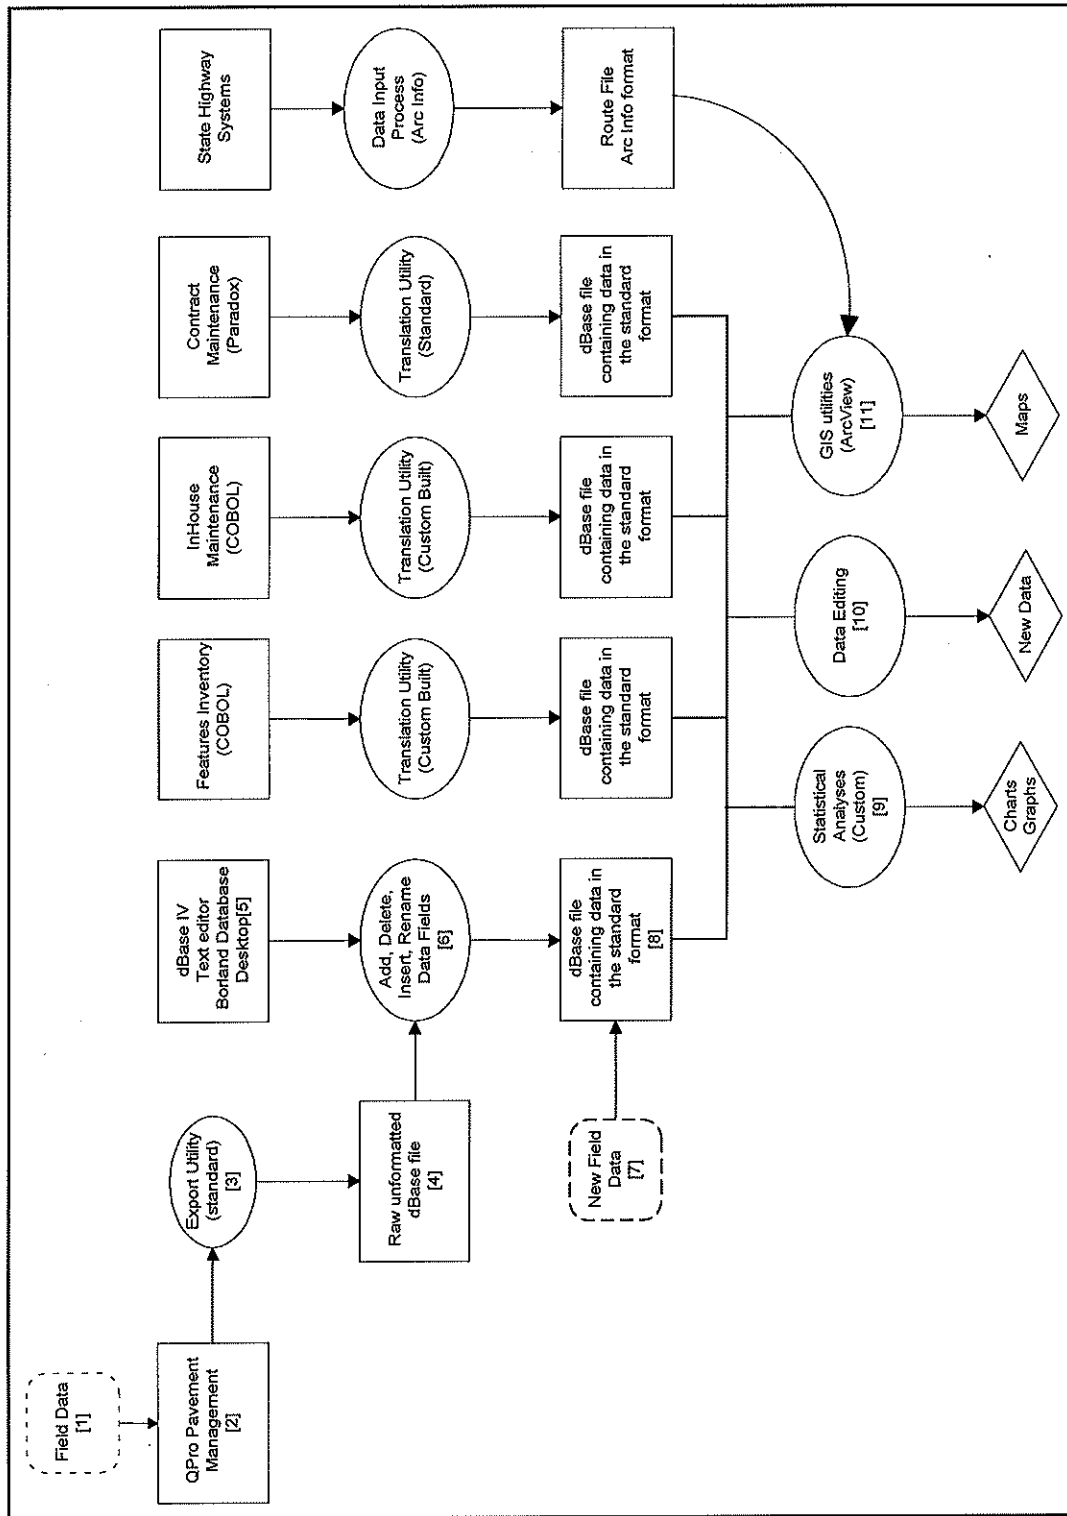 Field Data
[1]
QPro Pavement
Management
[2]
Export Utility
(standard)
[3]
Raw unformatted
dBase file
[4]
dBase IV
Text editor
Borland Database
Desktop[5]
Add, Delete,
Insert, Rename
Data Fields
[6]
New Field
Data
[7]
dBase file
containing data in
the standard
format
[8]
Features Inventory
(COBOL)
Translation Utility
(Custom Built)
dBase file
containing data in
the standard
format
InHouse
Maintenance
(COBOL)
Translation Utility
(Custom Built)
dBase file
containing data in
the standard
format
Contract
Maintenance
(Paradox)
Translation Utility
(Standard)
dBase file
containing data in
the standard
format
State Highway
Systems
Data Input
Process
(Arc Info)
Route File
Arc Info format
Statistical
Analyses
(Custom)
[9]
Charts
Graphs
Data Editing
[10]
New Data
GIS utilities
(ArcView)
[11]
Maps